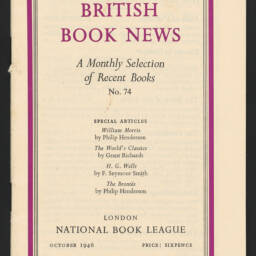 BRITISH
BOOK NEWS
A Monthly Selection
of Recent Books
No. 74
SPECIAL ARTICLES
William Morris
by Philip Henderson
The World's Classics
by Grant Richards
H. G. Wells
by F. Seymour Smith
The Brontës
by Philip Henderson
LONDON
NATIONAL BOOK LEAGUE
OCTOBER 1946
PRICE: SIXPENCE